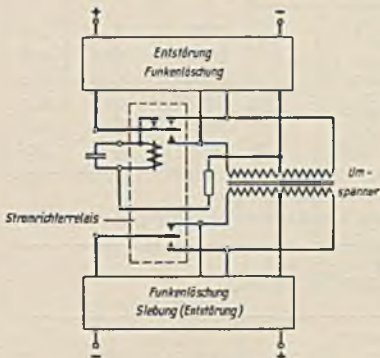 + −
Entstörung
Funkenlöschung
Um-
spanner
Stromrichterrelais
Funkenlöschung
Siebung (Entstörung)
− +